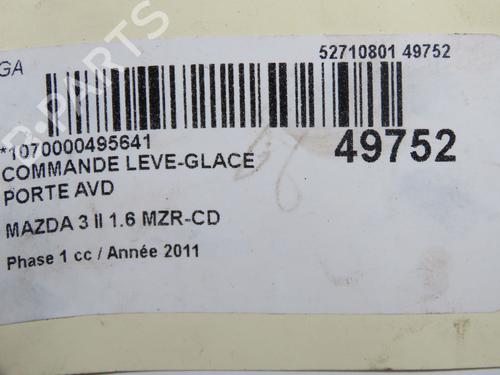 GA
52710801 49752
*1070000495641
49752
COMMANDE LEVE-GLACE
PORTE AVD
MAZDA 3 II 1.6 MZR-CD
Phase 1 cc / Année 2011
B-PARTS